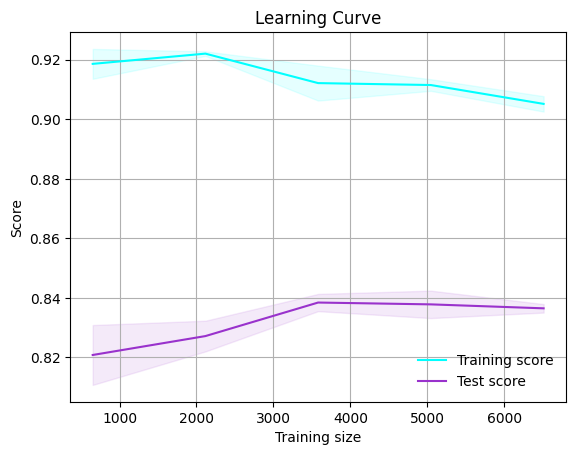 Learning Curve
Score
0.92
0.90
0.88
0.86
0.84
0.82
Training score
Test score
1000 2000 3000 4000 5000 6000
Training size